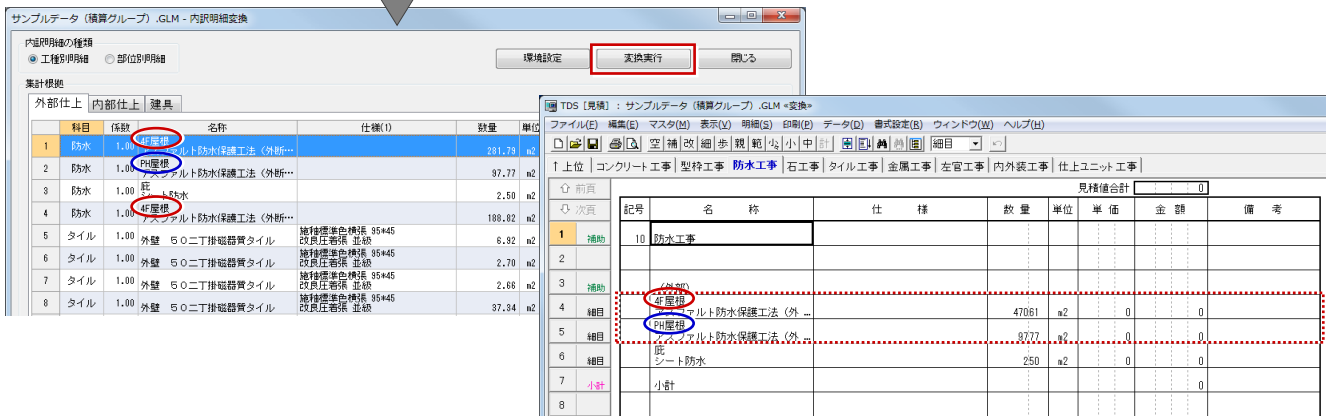 サンプルデータ（積算グループ）.GLM - 内訳明細変換
内訳明細の種類
工種別明細 部位別明細
環境設定 変換実行 閉じる
集計根拠
外部仕上 内部仕上 建具
科目 係数 名称 仕様(1) 数量 単位
1 防水 1.00 4F屋根
アスファルト防水保護工法（外断… 281.79 m2
2 防水 1.00 PH屋根
アスファルト防水保護工法（外断… 97.77 m2
3 防水 1.00 庇
シート防水 2.50 m2
4 防水 1.00 4F屋根
アスファルト防水保護工法（外断… 188.82 m2
5 タイル 1.00 外壁 50二丁掛磁器質タイル 施釉標準色横張 95*45
改良圧着張 並級 6.92 m2
6 タイル 1.00 外壁 50二丁掛磁器質タイル 施釉標準色横張 95*45
改良圧着張 並級 2.70 m2
7 タイル 1.00 外壁 50二丁掛磁器質タイル 施釉標準色横張 95*45
改良圧着張 並級 2.66 m2
8 タイル 1.00 外壁 50二丁掛磁器質タイル 施釉標準色横張 95*45
改良圧着張 並級 37.34 m2
TDS［見積］：サンプルデータ（積算グループ）.GLM «変換»
ファイル(F) 編集(E) マスタ(M) 表示(V) 明細(S) 印刷(P) データ(D) 書式設定(R) ウィンドウ(W) ヘルプ(H)
空 補 改 細 歩 親 範 小 中 計 細目
↑上位 コンクリート工事 型枠工事 防水工事 石工事 タイル工事 金属工事 左官工事 内外装工事 仕上ユニット工事
前頁 見積値合計 0
次頁 記号 名称 仕様 数量 単位 単価 金額 備考
1 補助 10 防水工事
2
3 補助 （外部）
4 細目 4F屋根
アスファルト防水保護工法（外 … 47061 m2 0 0
5 細目 PH屋根
アスファルト防水保護工法（外 … 9777 m2 0 0
6 細目 庇
シート防水 250 m2 0 0
7 小計 小計 0
8